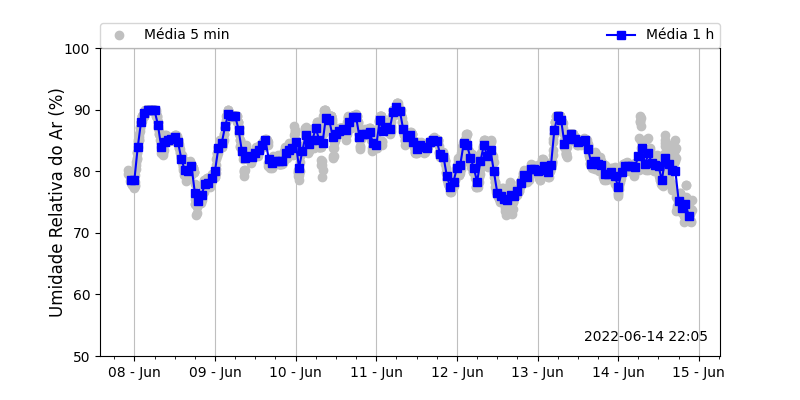 Média 5 min
Média 1 h
Umidade Relativa do Ar (%)
100
90
80
70
60
50
2022-06-14 22:05
08 - Jun
09 - Jun
10 - Jun
11 - Jun
12 - Jun
13 - Jun
14 - Jun
15 - Jun